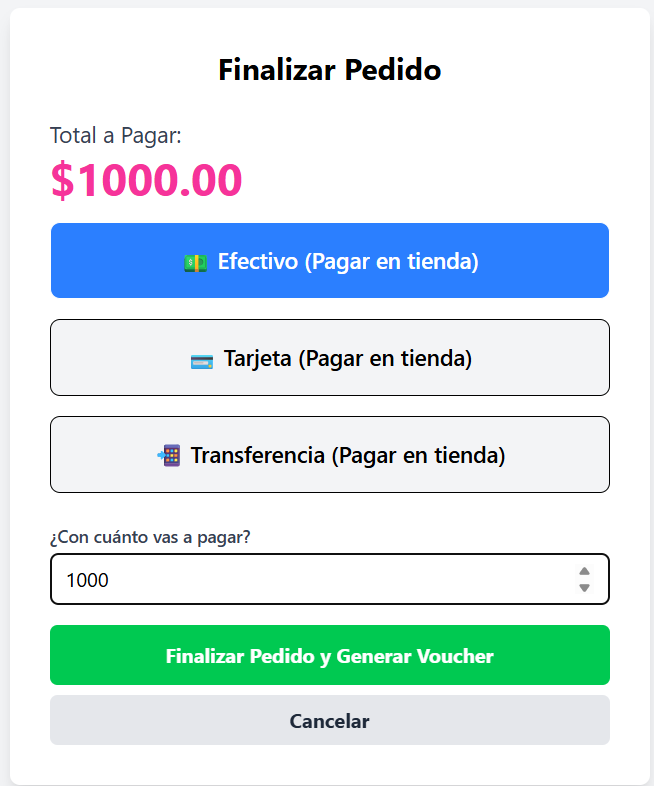 Finalizar Pedido
Total a Pagar:
$1000.00
Efectivo (Pagar en tienda)
Tarjeta (Pagar en tienda)
Transferencia (Pagar en tienda)
¿Con cuánto vas a pagar?
1000
Finalizar Pedido y Generar Voucher
Cancelar